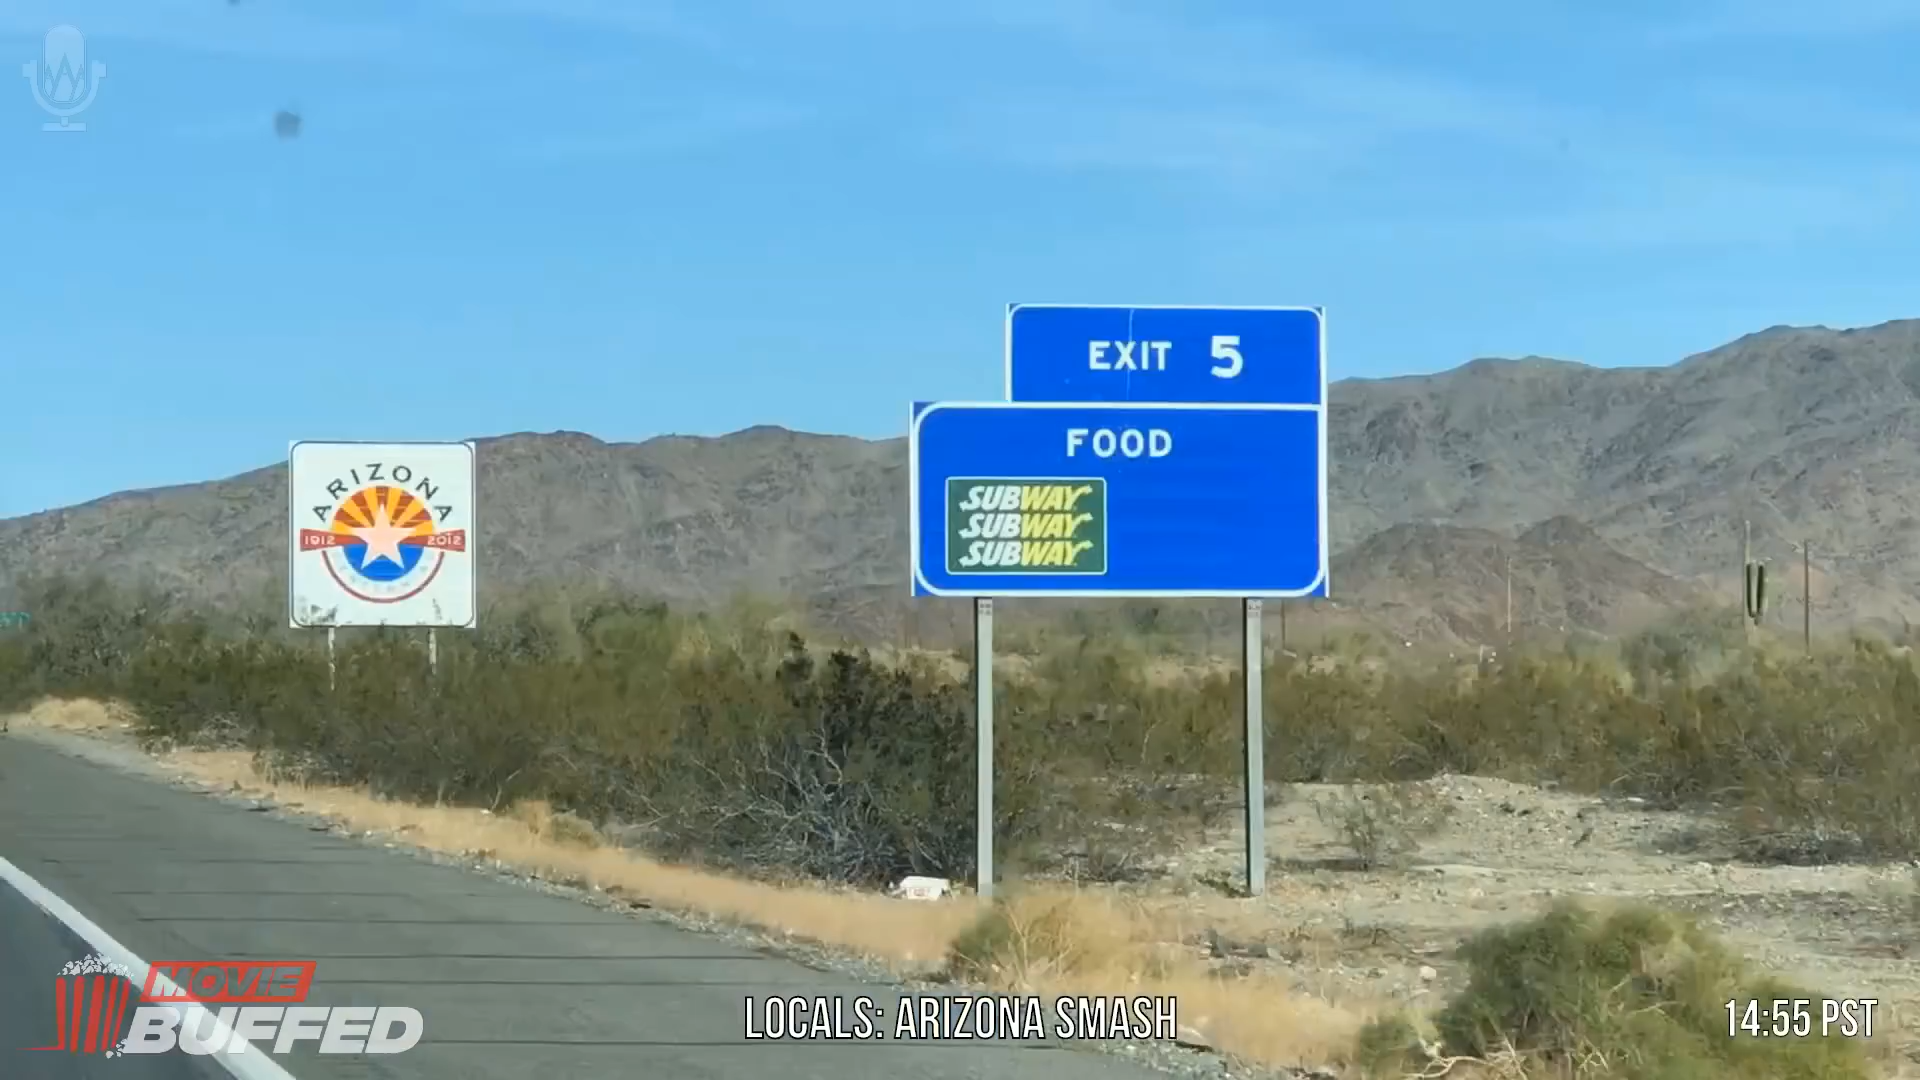 EXIT 5
FOOD
SUBWAY
SUBWAY
SUBWAY
ARIZONA
1912 2012
MOVIE
BUFFED
LOCALS: ARIZONA SMASH
14:55 PST